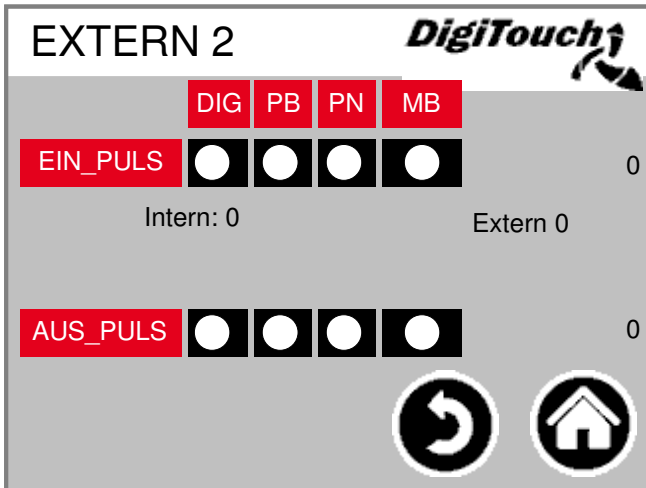 EXTERN 2
DigiTouch
DIG PB PN MB
EIN_PULS 0
Intern: 0 Extern 0
AUS_PULS 0